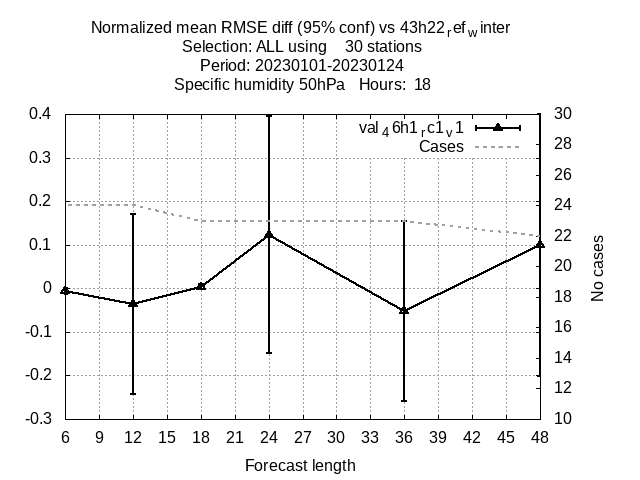 Normalized mean RMSE diff (95% conf) vs 43h22refwinter
Selection: ALL using 30 stations
Period: 20230101-20230124
Specific humidity 50hPa Hours: 18
val46h1rc1v1
Cases
0.4
0.3
0.2
0.1
0
-0.1
-0.2
-0.3
30
28
26
24
22
20
18
16
14
12
10
No cases
6 9 12 15 18 21 24 27 30 33 36 39 42 45 48
Forecast length